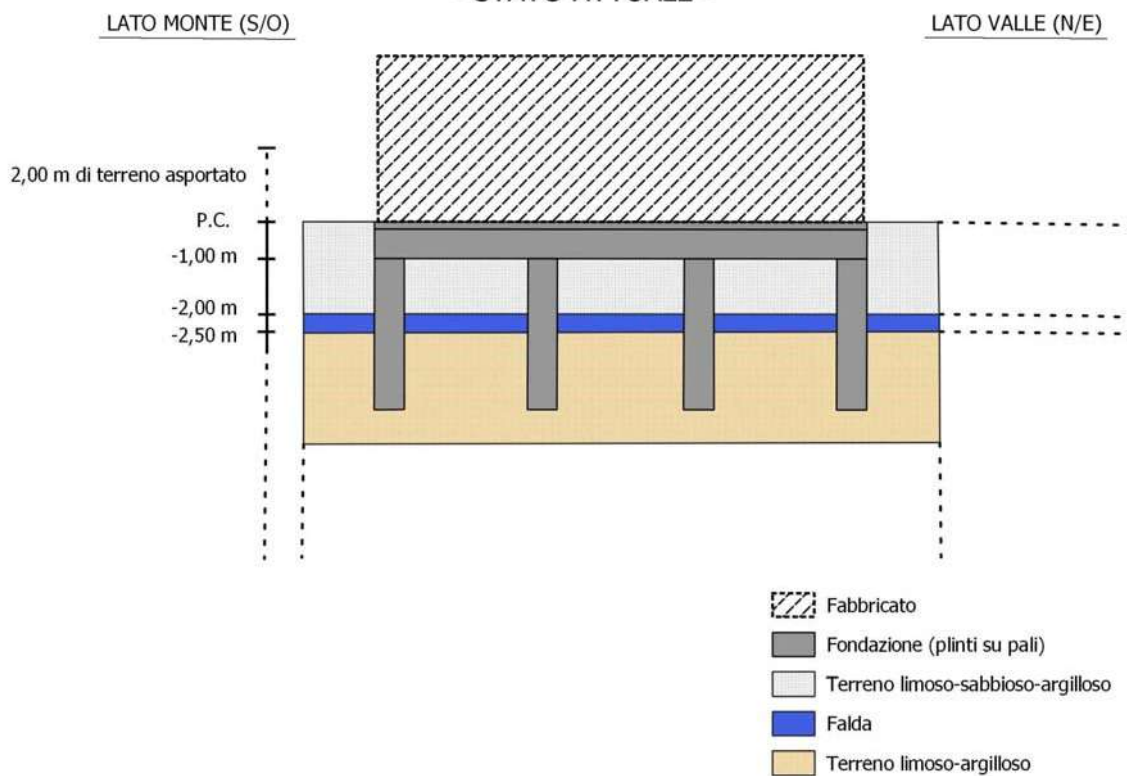 LATO MONTE (S/O)
LATO VALLE (N/E)
2,00 m di terreno asportato
P.C.
-1,00 m
-2,00 m
-2,50 m
Fabbricato
Fondazione (plinti su pali)
Terreno limoso-sabbioso-argilloso
Falda
Terreno limoso-argilloso